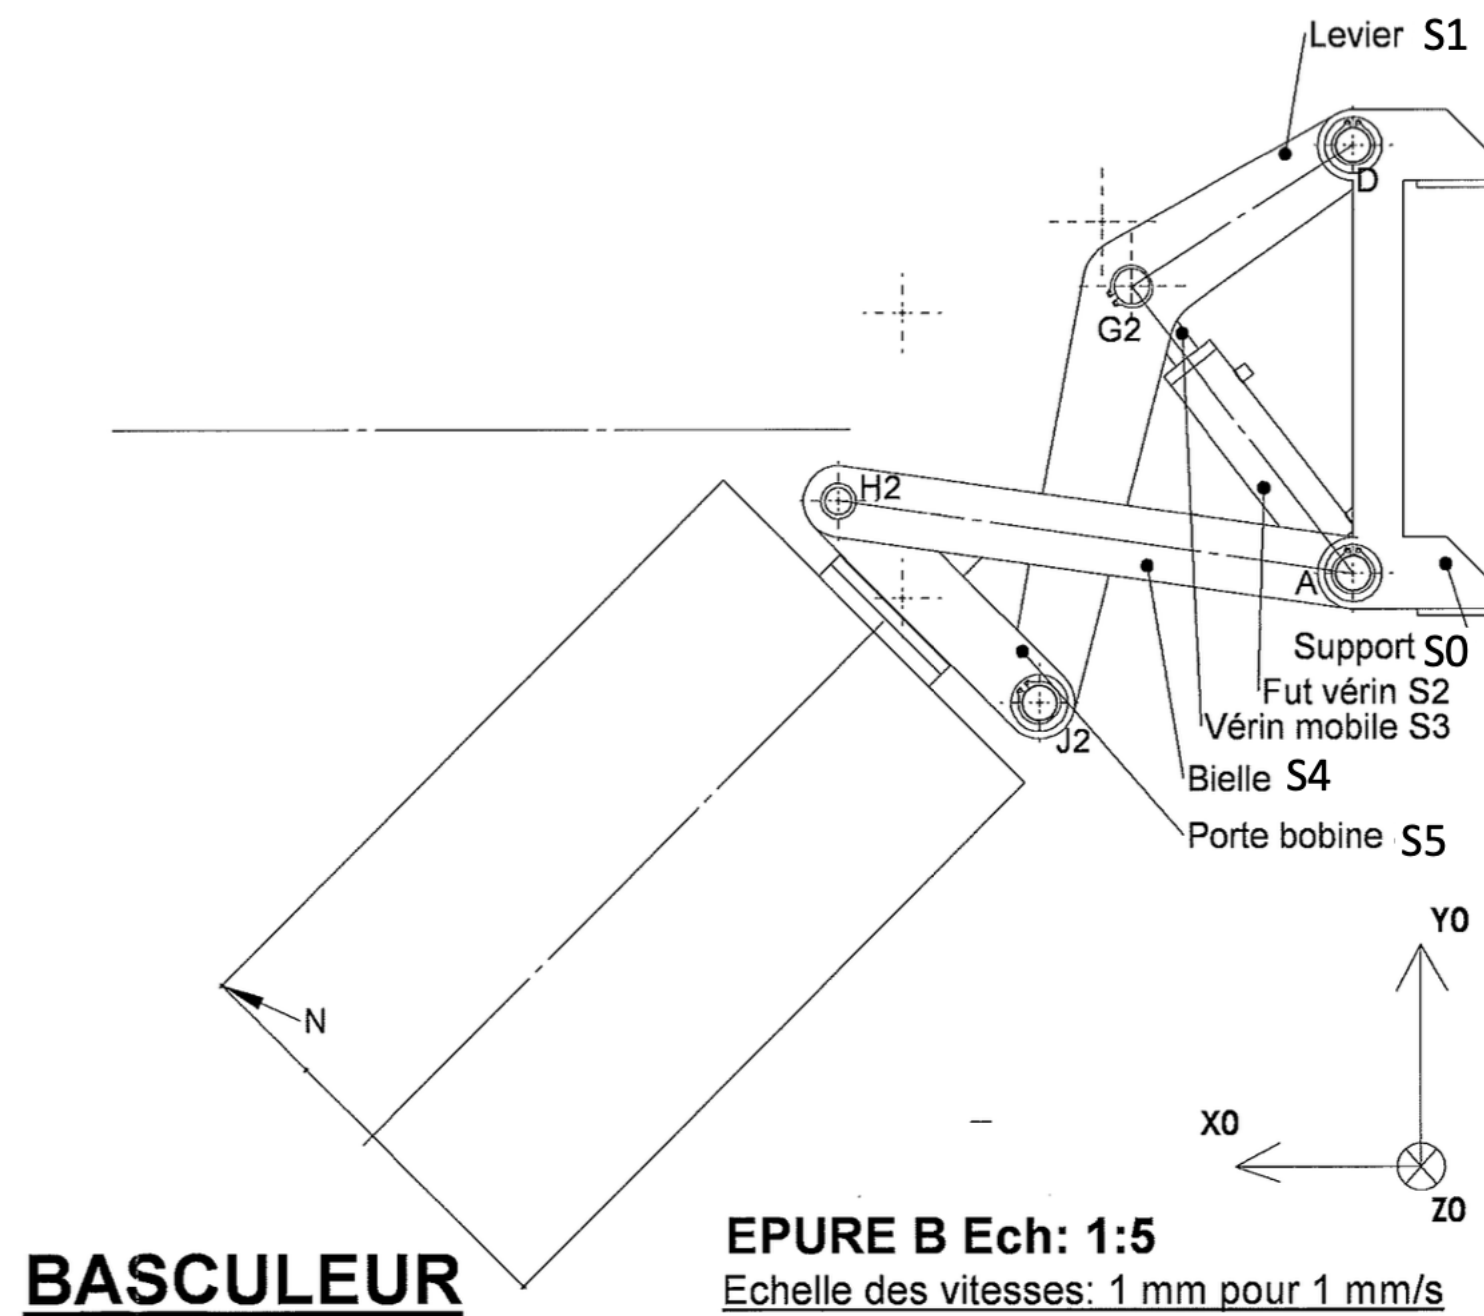 Levier S1
D
G2
H2
A
Support S0
Fut vérin S2
Vérin mobile S3
J2
Bielle S4
Porte bobine S5
Y0
N
X0
Z0
EPURE B Ech: 1:5
BASCULEUR
Echelle des vitesses: 1 mm pour 1 mm/s